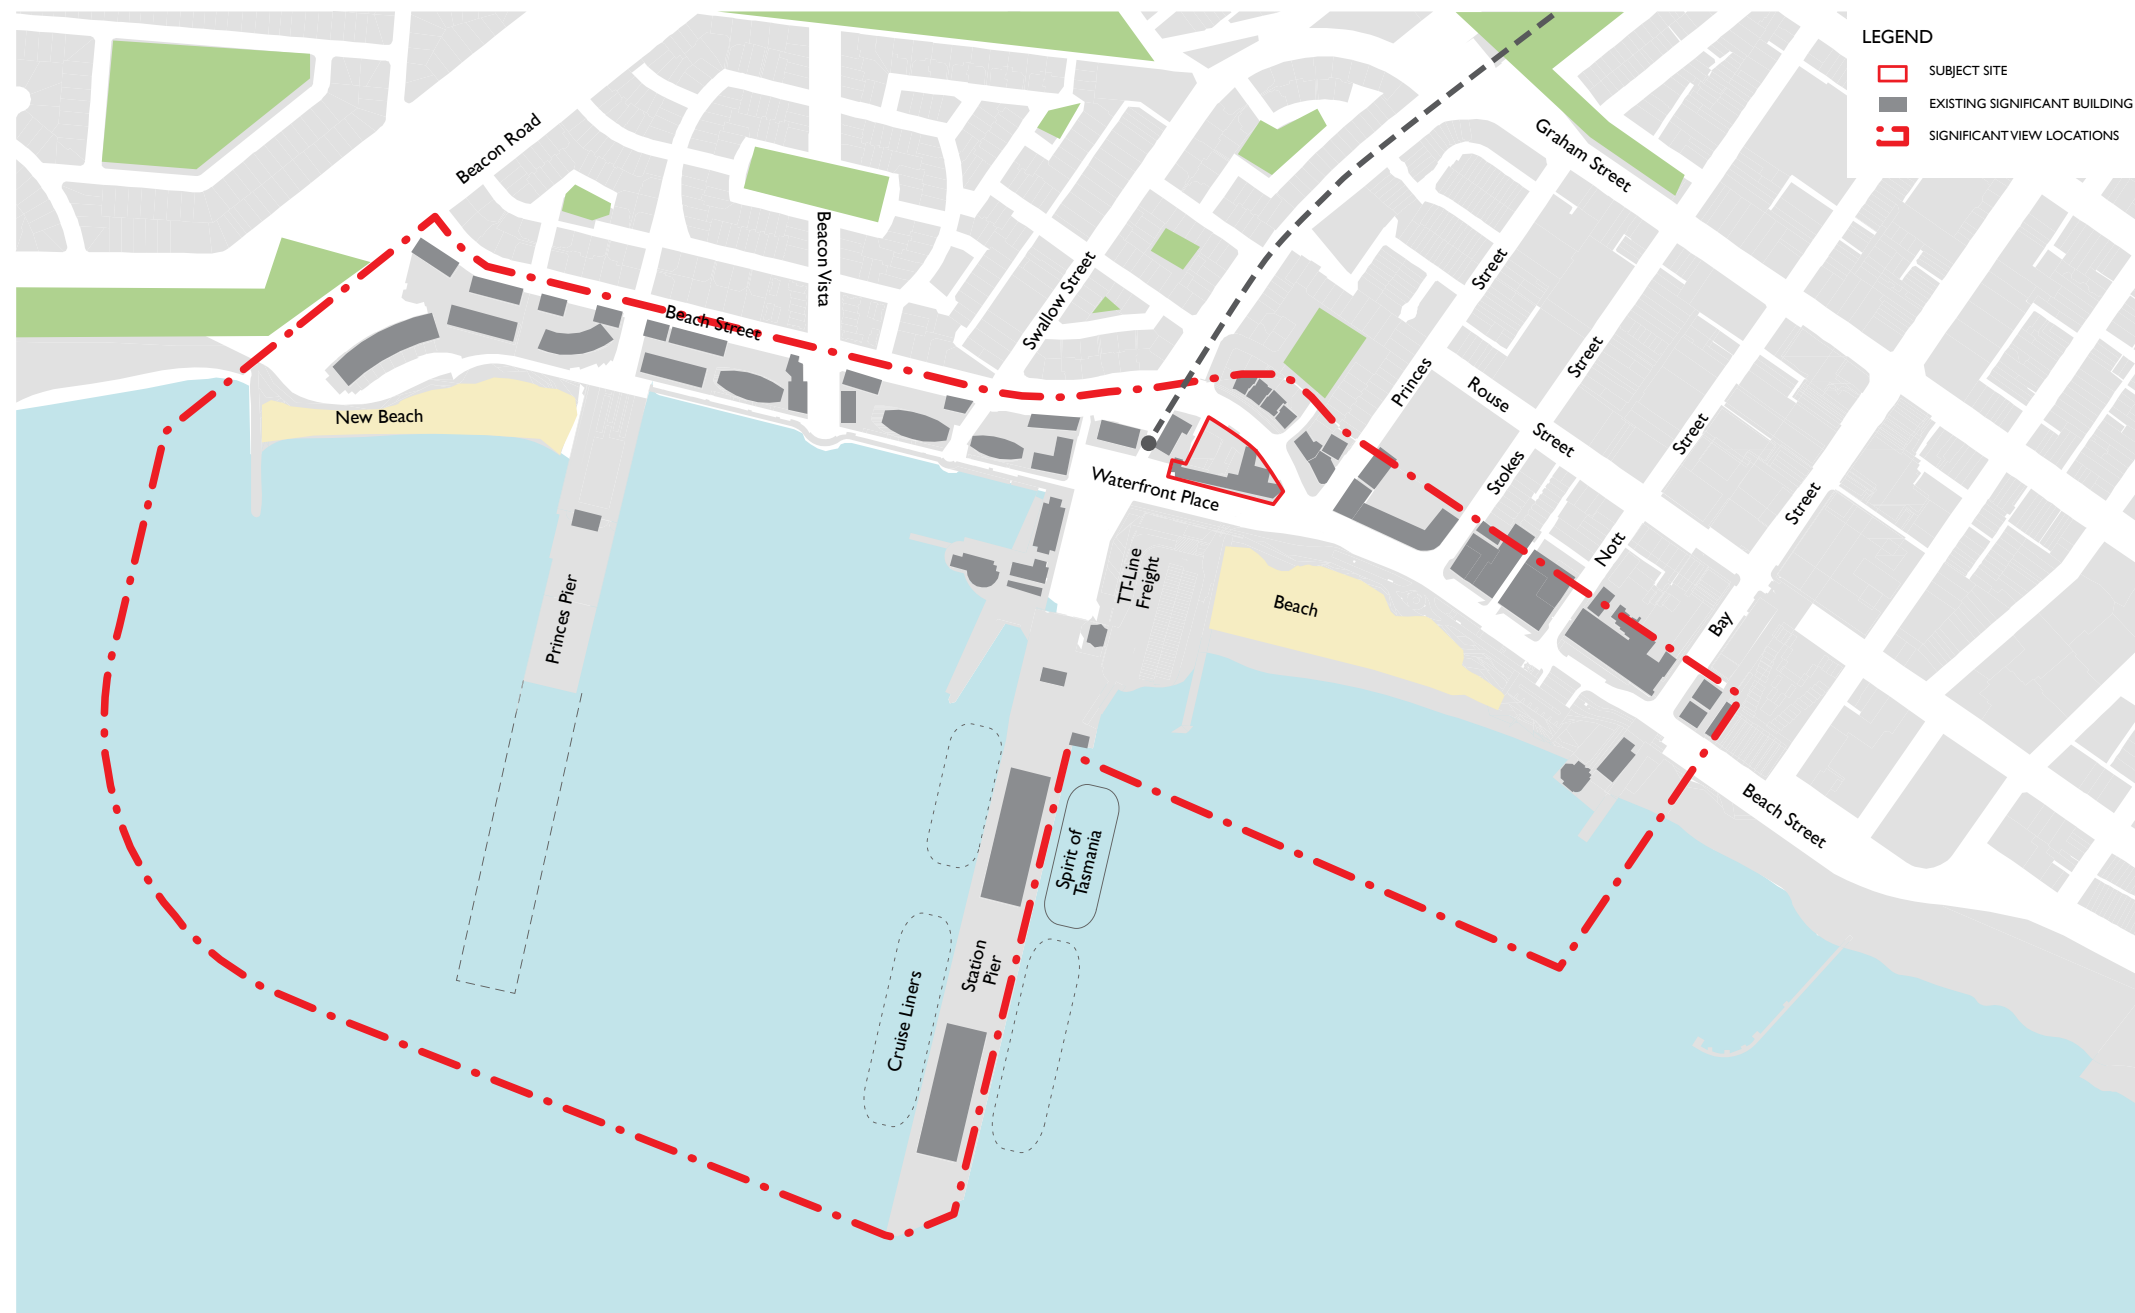 LEGEND
SUBJECT SITE
EXISTING SIGNIFICANT BUILDING
SIGNIFICANT VIEW LOCATIONS
Beacon Road
Graham Street
Beacon Vista
Swallow Street
Street
Beach Street
Princes
Street
Rouse
Street
New Beach
Stokes
Street
Street
Waterfront Place
Nott
TT-Line
Freight
Beach
Bay
Princes Pier
Beach Street
Spirit of
Tasmania
Station
Pier
Cruise Liners